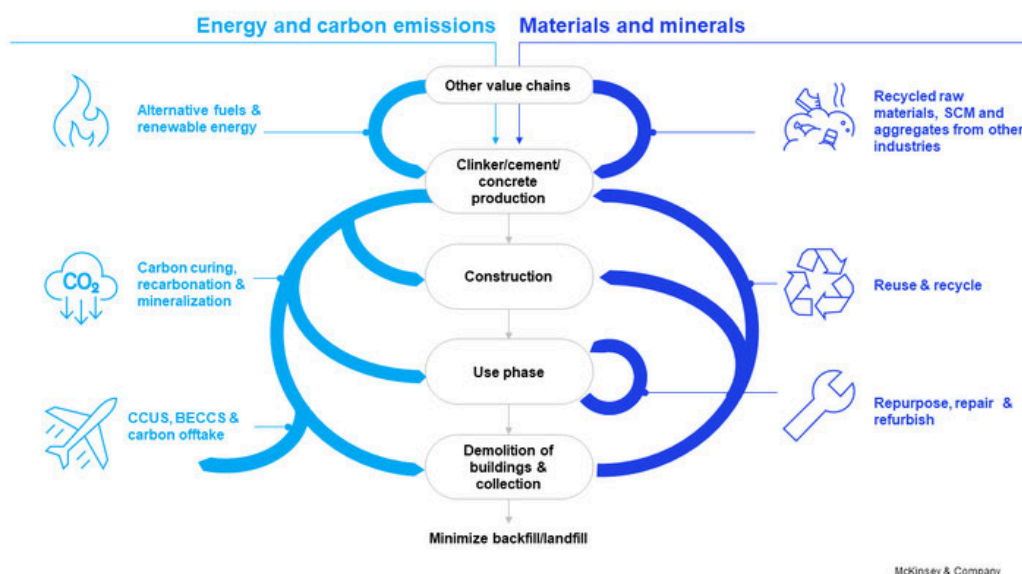 Energy and carbon emissions
Materials and minerals
Other value chains
Alternative fuels &
renewable energy
Recycled raw
materials, SCM and
aggregates from other
industries
Clinker/cement/
concrete
production
Carbon curing,
recarbonation &
mineralization
CO₂
Construction
Reuse & recycle
Use phase
CCUS, BECCS &
carbon offtake
Repurpose, repair &
refurbish
Demolition of
buildings &
collection
Minimize backfill/landfill
McKinsey & Company